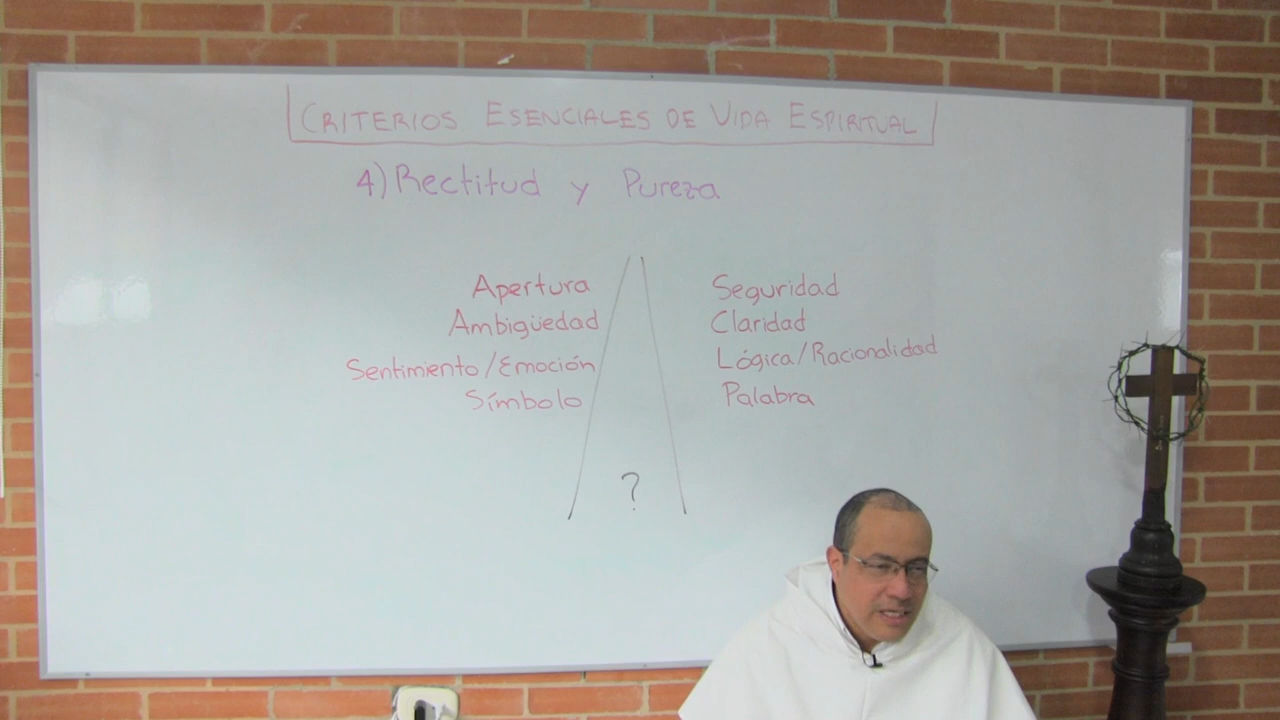 CRITERIOS ESENCIALES DE VIDA ESPIRITUAL
4) Rectitud y Pureza
Apertura Seguridad
Ambigüedad Claridad
Sentimiento/Emoción Lógica/Racionalidad
Símbolo Palabra
?